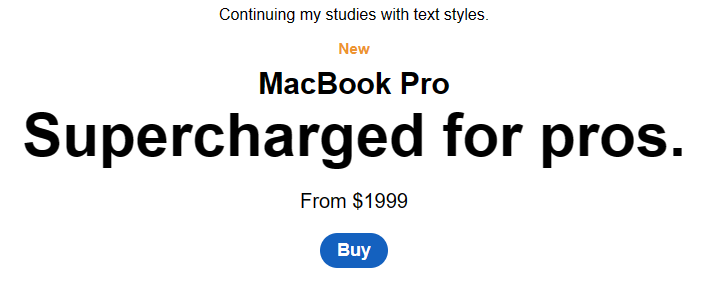 Continuing my studies with text styles.
New
MacBook Pro
Supercharged for pros.
From $1999
Buy